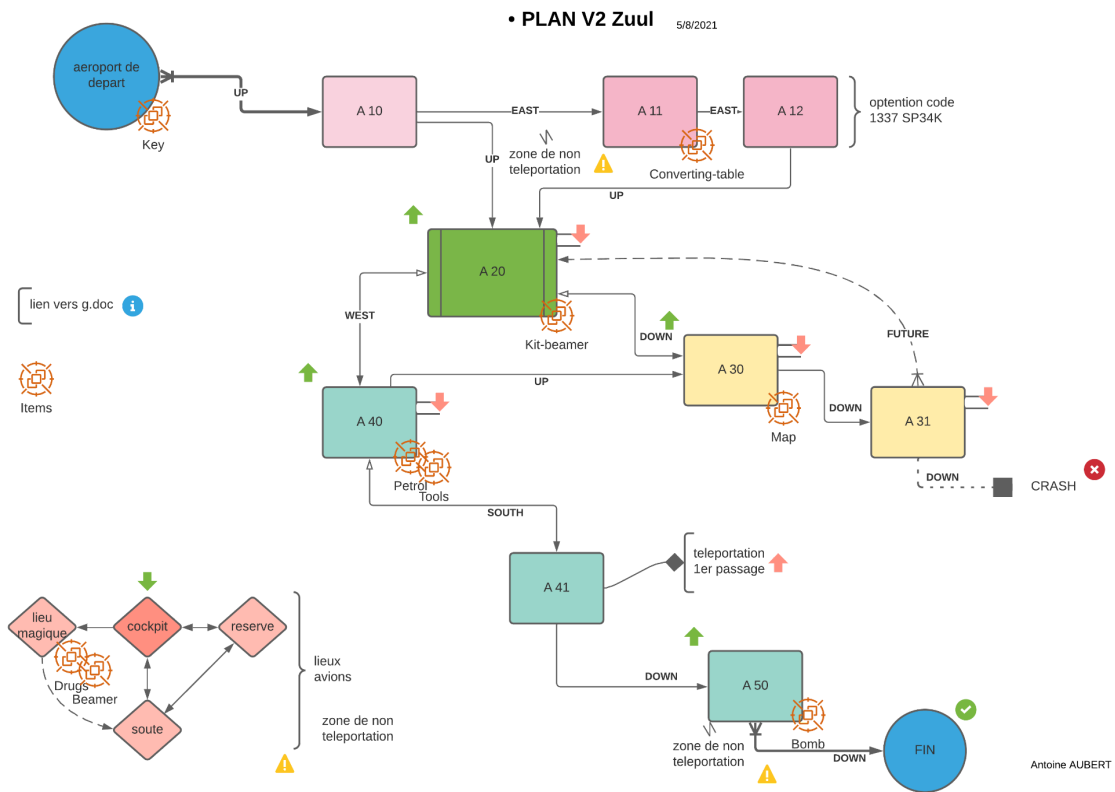 • PLAN V2 Zuul
5/8/2021
aeroport de
depart
Key
UP
A 10
EAST
A 11
EAST
A 12
optention code
1337 SP34K
zone de non
teleportation
Converting-table
UP
UP
A 20
Kit-beamer
lien vers g.doc
i
Items
WEST
DOWN
FUTURE
A 30
Map
UP
DOWN
A 31
A 40
Petrol
Tools
DOWN
CRASH
SOUTH
A 41
teleportation
1er passage
lieu
magique
cockpit
reserve
Drugs
Beamer
soute
lieux
avions
zone de non
teleportation
DOWN
A 50
Bomb
zone de non
teleportation
DOWN
FIN
Antoine AUBERT